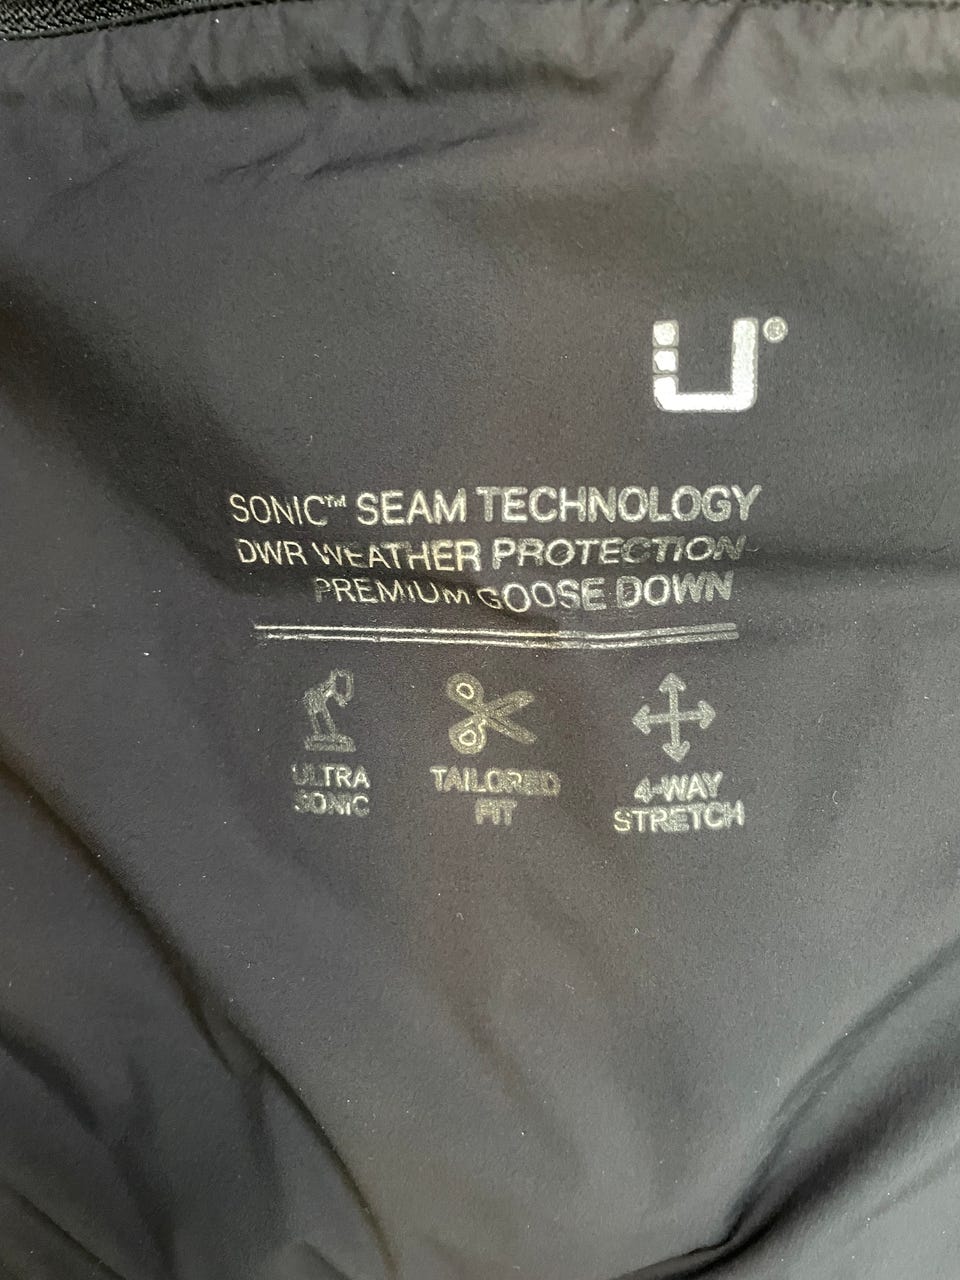 U®
SONIC™ SEAM TECHNOLOGY
DWR WEATHER PROTECTION
PREMIUM GOOSE DOWN
ULTRA
SONIC
TAILORED
FIT
4-WAY
STRETCH